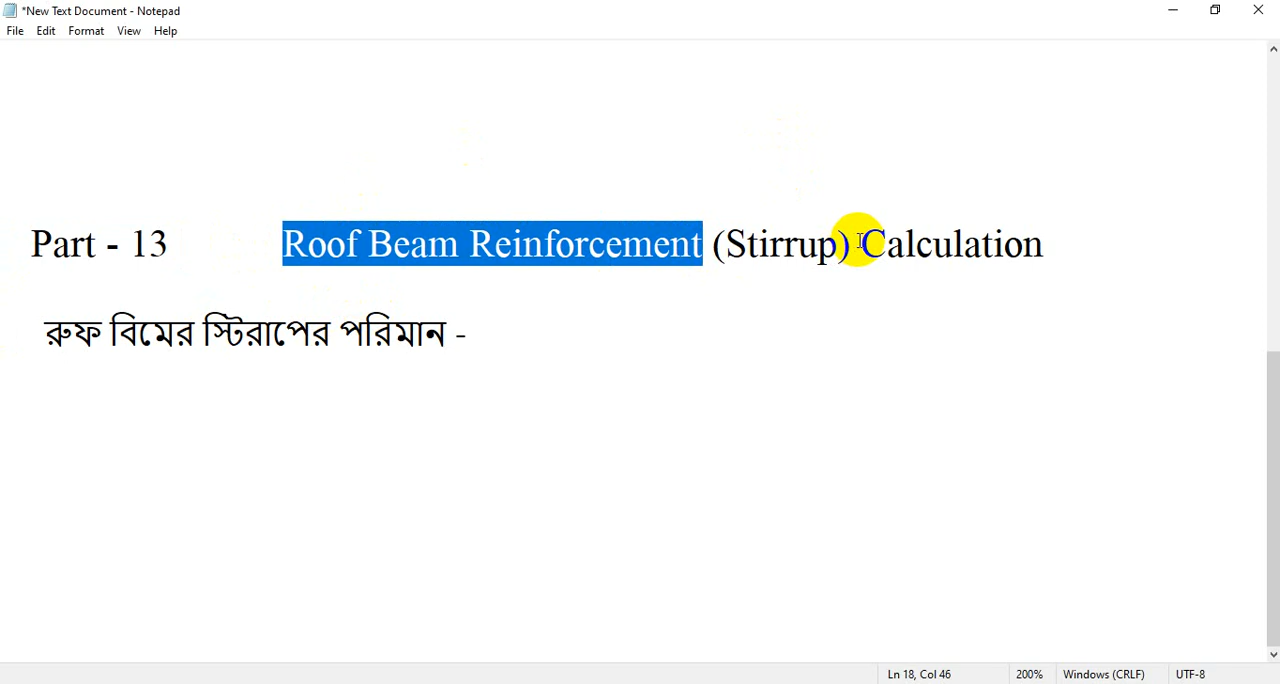 *New Text Document - Notepad
File Edit Format View Help
Part - 13 Roof Beam Reinforcement (Stirrup) Calculation
রুফ বিমের স্টিরাপের পরিমান -
Ln 18, Col 46 200% Windows (CRLF) UTF-8